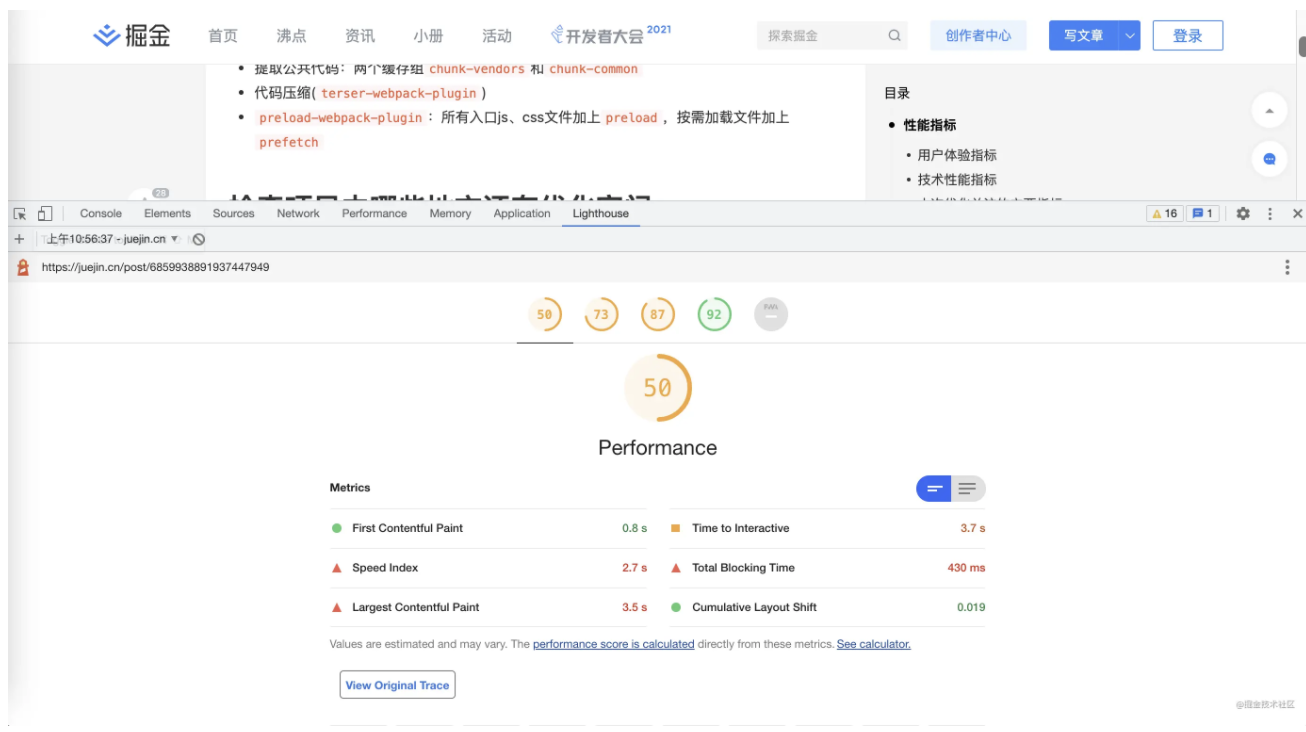 掘金 首页 沸点 资讯 小册 活动 开发者大会 2021 探索掘金 创作者中心 写文章 登录
• 提取公共代码：两个缓存组 chunk-vendors 和 chunk-common
• 代码压缩( terser-webpack-plugin )
• preload-webpack-plugin ：所有入口js、css文件加上 preload ，按需加载文件加上
prefetch
目录
• 性能指标
• 用户体验指标
• 技术性能指标
28
Console Elements Sources Network Performance Memory Application Lighthouse 16 1
上午10:56:37 - juejin.cn
https://juejin.cn/post/6859938891937447949
50 73 87 92
50
Performance
Metrics
First Contentful Paint 0.8 s
Time to Interactive 3.7 s
Speed Index 2.7 s
Total Blocking Time 430 ms
Largest Contentful Paint 3.5 s
Cumulative Layout Shift 0.019
Values are estimated and may vary. The performance score is calculated directly from these metrics. See calculator.
View Original Trace
@掘金技术社区